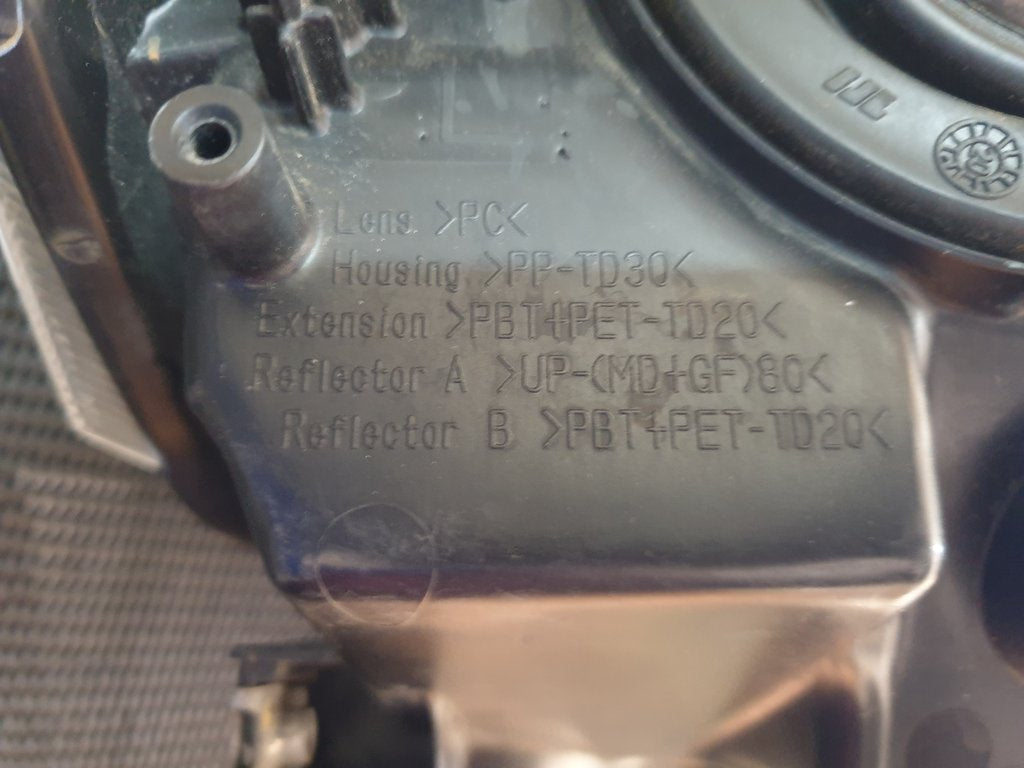 Lens >PC<
Housing >PP-TD30<
Extension >PBT+PET-TD20<
Reflector A >UP-(MD+GF)80<
Reflector B >PBT+PET-TD20<